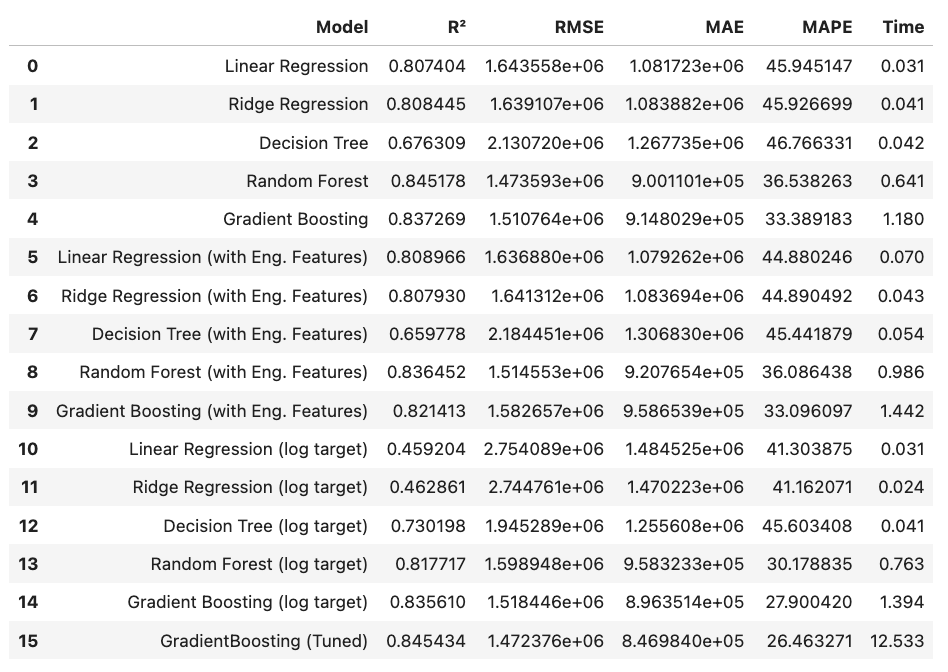 Model R² RMSE MAE MAPE Time
0 Linear Regression 0.807404 1.643558e+06 1.081723e+06 45.945147 0.031
1 Ridge Regression 0.808445 1.639107e+06 1.083882e+06 45.926699 0.041
2 Decision Tree 0.676309 2.130720e+06 1.267735e+06 46.766331 0.042
3 Random Forest 0.845178 1.473593e+06 9.001101e+05 36.538263 0.641
4 Gradient Boosting 0.837269 1.510764e+06 9.148029e+05 33.389183 1.180
5 Linear Regression (with Eng. Features) 0.808966 1.636880e+06 1.079262e+06 44.880246 0.070
6 Ridge Regression (with Eng. Features) 0.807930 1.641312e+06 1.083694e+06 44.890492 0.043
7 Decision Tree (with Eng. Features) 0.659778 2.184451e+06 1.306830e+06 45.441879 0.054
8 Random Forest (with Eng. Features) 0.836452 1.514553e+06 9.207654e+05 36.086438 0.986
9 Gradient Boosting (with Eng. Features) 0.821413 1.582657e+06 9.586539e+05 33.096097 1.442
10 Linear Regression (log target) 0.459204 2.754089e+06 1.484525e+06 41.303875 0.031
11 Ridge Regression (log target) 0.462861 2.744761e+06 1.470223e+06 41.162071 0.024
12 Decision Tree (log target) 0.730198 1.945289e+06 1.255608e+06 45.603408 0.041
13 Random Forest (log target) 0.817717 1.598948e+06 9.583233e+05 30.178835 0.763
14 Gradient Boosting (log target) 0.835610 1.518446e+06 8.963514e+05 27.900420 1.394
15 GradientBoosting (Tuned) 0.845434 1.472376e+06 8.469840e+05 26.463271 12.533